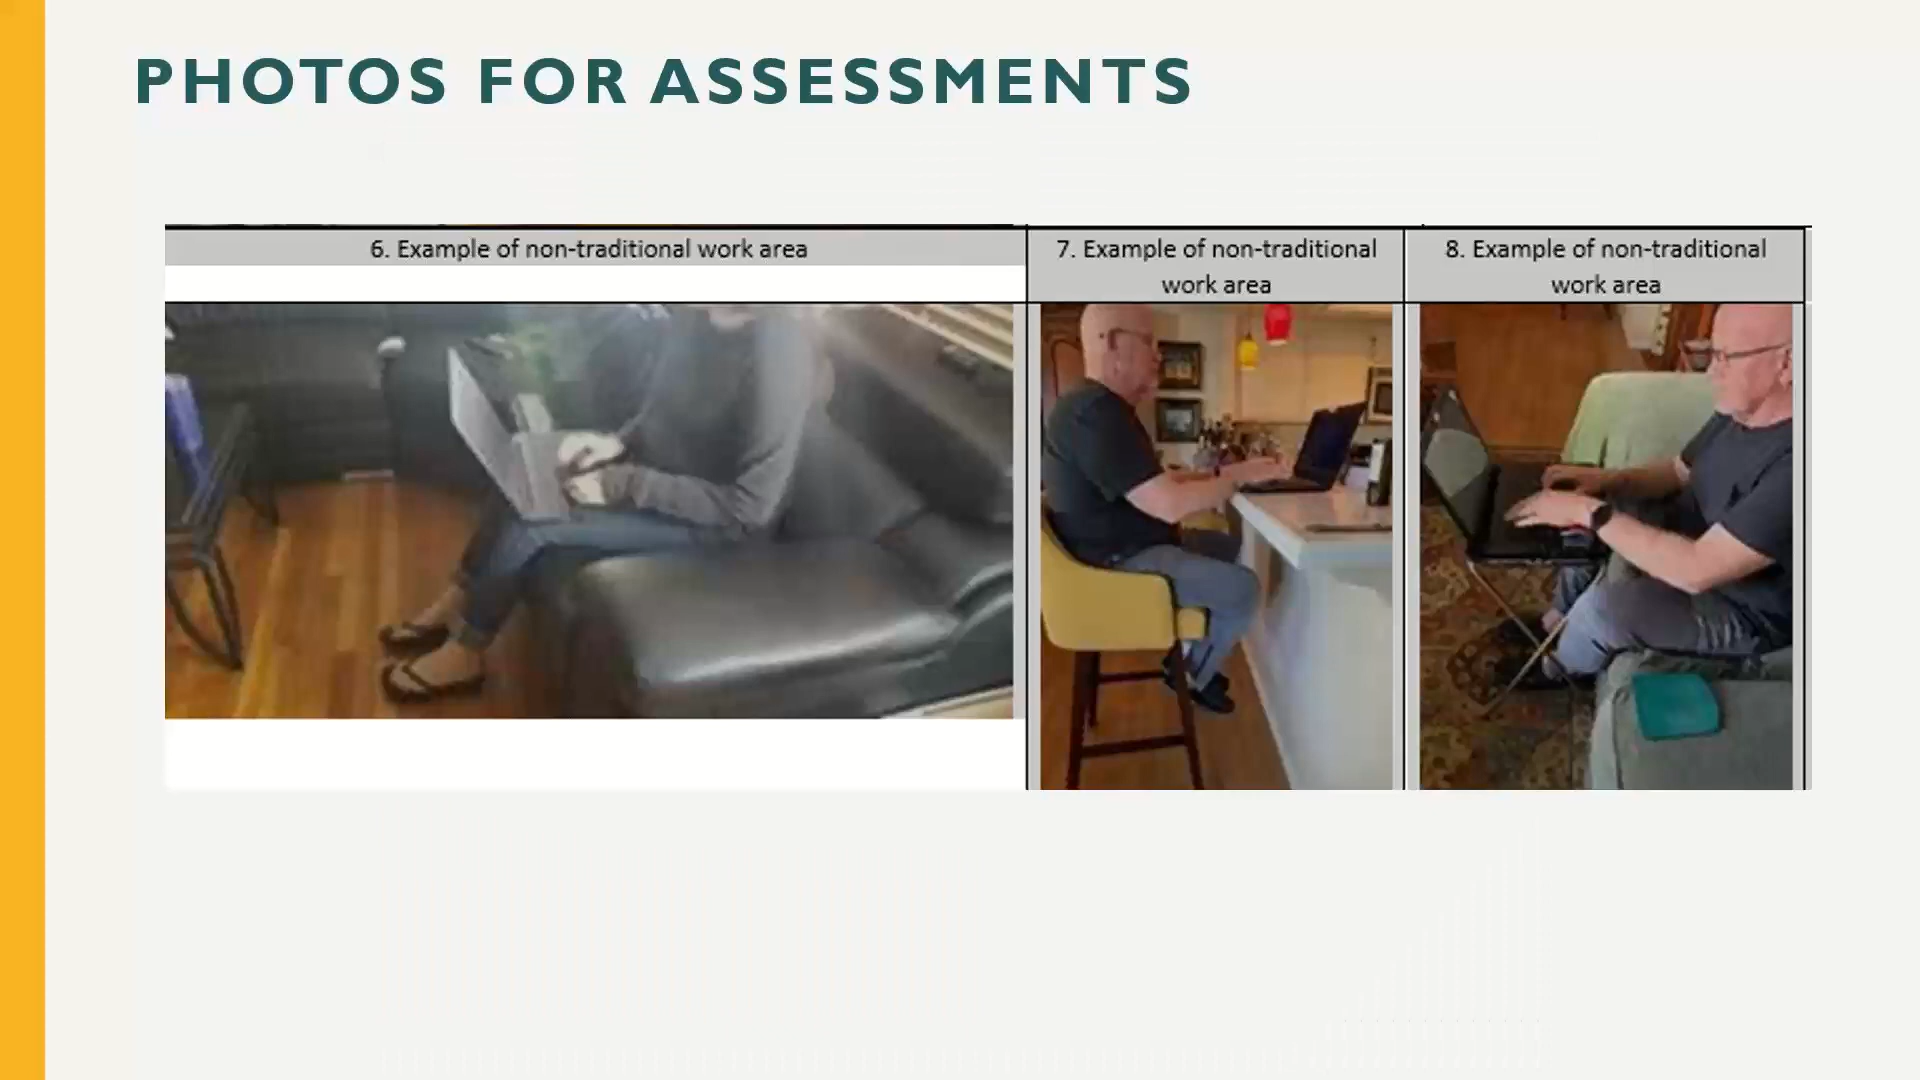 PHOTOS FOR ASSESSMENTS
6. Example of non-traditional work area
7. Example of non-traditional
work area
8. Example of non-traditional
work area